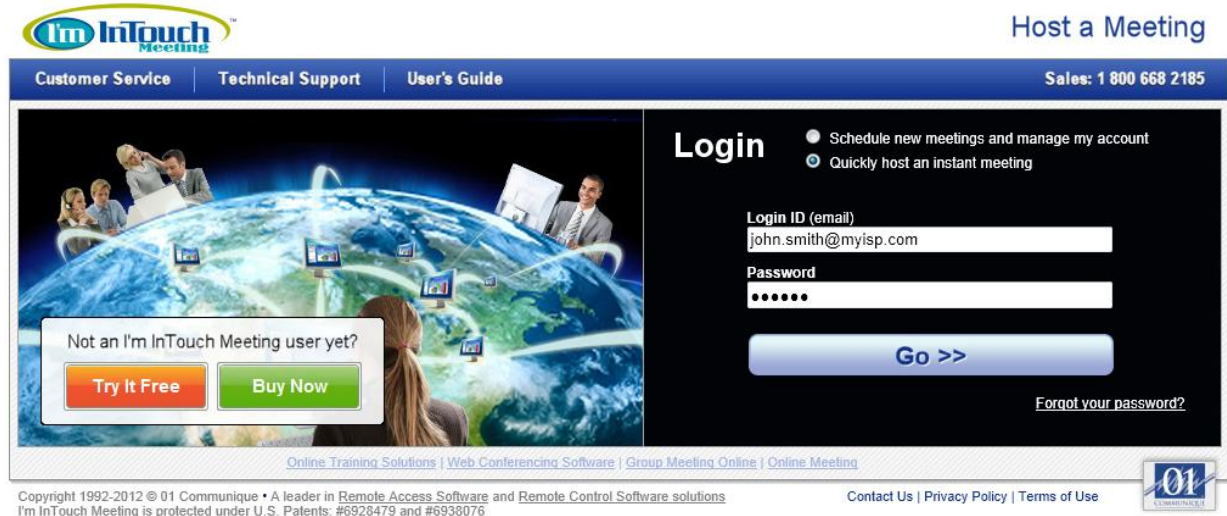 I'm InTouch™
Meeting
Host a Meeting
Customer Service
Technical Support
User's Guide
Sales: 1 800 668 2185
Login
Schedule new meetings and manage my account
Quickly host an instant meeting
Login ID (email)
john.smith@myisp.com
Password
••••••
Go >>
Forgot your password?
Not an I'm InTouch Meeting user yet?
Try It Free
Buy Now
Online Training Solutions | Web Conferencing Software | Group Meeting Online | Online Meeting
Copyright 1992-2012 © 01 Communique • A leader in Remote Access Software and Remote Control Software solutions
I'm InTouch Meeting is protected under U.S. Patents: #6928479 and #6938076
Contact Us | Privacy Policy | Terms of Use
01
COMMUNIQUE